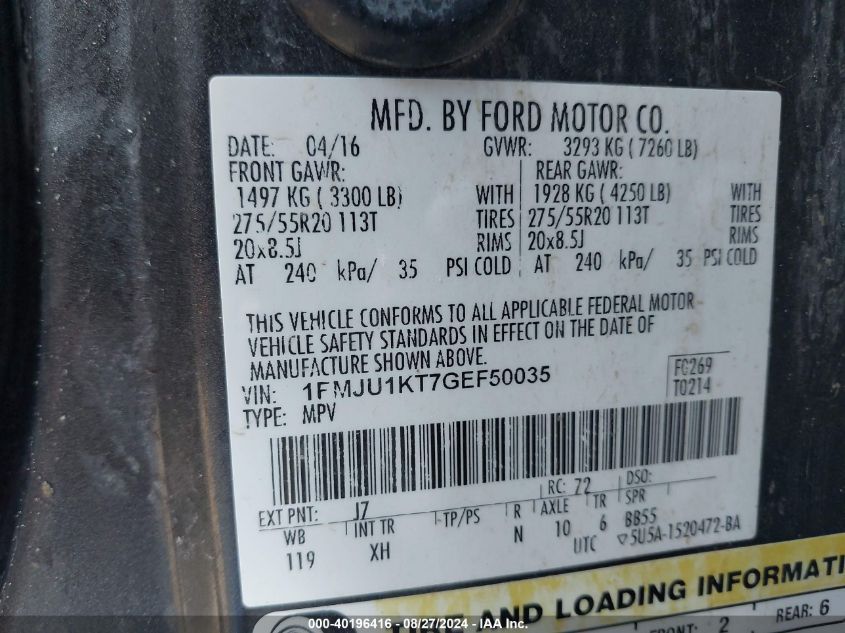 MFD. BY FORD MOTOR CO.
DATE: 04/16 GVWR: 3293 KG ( 7260 LB)
FRONT GAWR: REAR GAWR:
1497 KG ( 3300 LB) WITH 1928 KG ( 4250 LB) WITH
275/55R20 113T TIRES 275/55R20 113T TIRES
20x8.5J RIMS 20x8.5J RIMS
AT 240 kPa/ 35 PSI COLD AT 240 kPa/ 35 PSI COLD
THIS VEHICLE CONFORMS TO ALL APPLICABLE FEDERAL MOTOR
VEHICLE SAFETY STANDARDS IN EFFECT ON THE DATE OF
MANUFACTURE SHOWN ABOVE.
VIN: 1FMJU1KT7GEF50035 FC269
TYPE: MPV T0214
EXT PNT: J7 RC: 72 DSO:
WB INT TR TP/PS R AXLE TR SPR
119 XH N 10 6 BB55
UTC ▽5U5A-1520472-BA
AND LOADING INFORMATI
FRONT: 2 REAR: 6
000-40196416 - 08/27/2024 - IAAI.COM